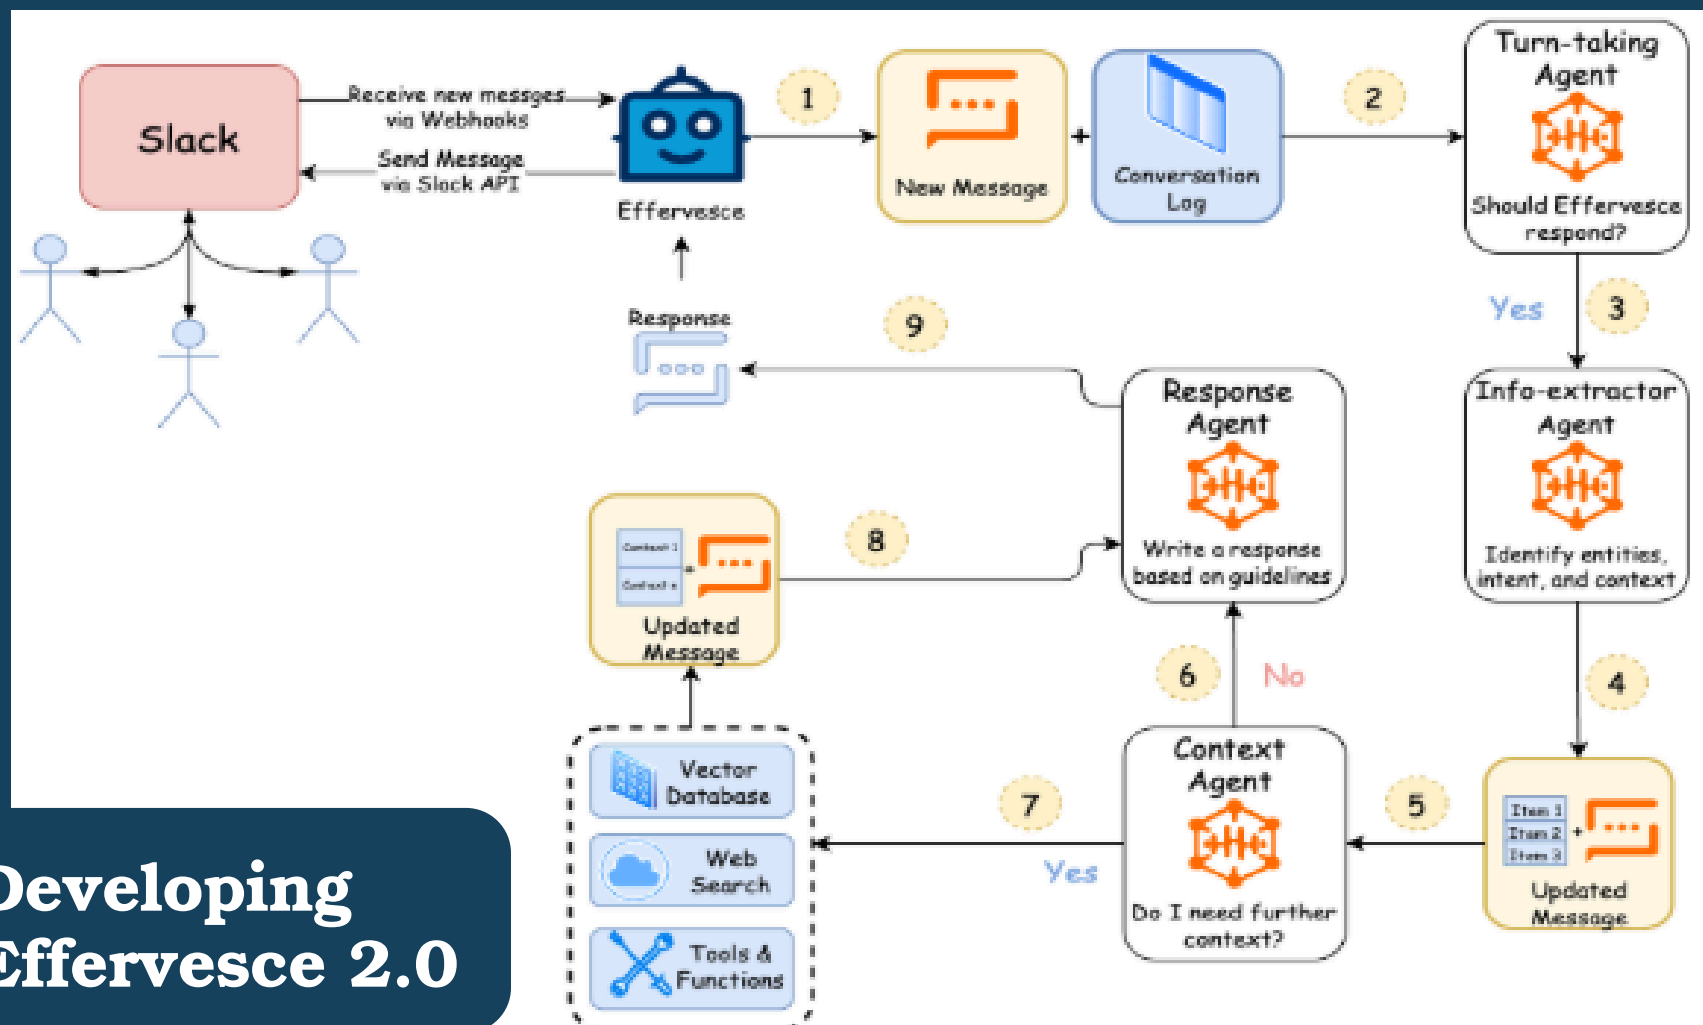 Slack
Receive new messges
via Webhooks
Send Message
via Slack API
Effervesce
1
New Message
+
Conversation
Log
2
Turn-taking
Agent
Should Effervesce
respond?
Yes
3
Info-extractor
Agent
Identify entities,
intent, and context
4
Item 1
Item 2
Item 3
+
Updated
Message
5
Context
Agent
Do I need further
context?
6
No
7
Yes
Vector
Database
Web
Search
Tools &
Functions
Context 1
Context n
+
Updated
Message
8
Response
Agent
Write a response
based on guidelines
9
Response
Developing
Effervesce 2.0